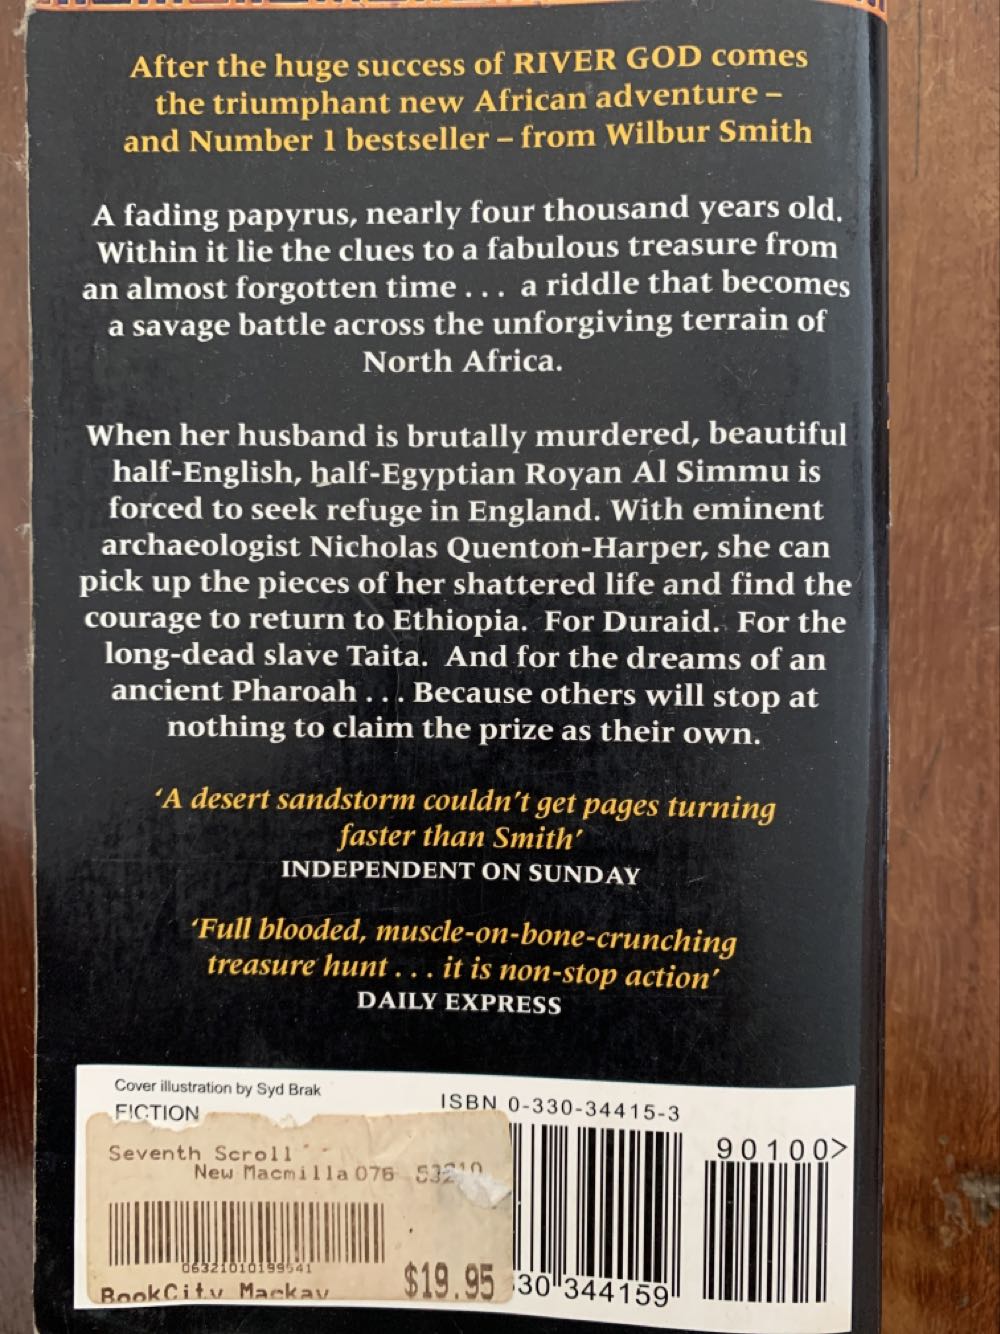 After the huge success of RIVER GOD comes
the triumphant new African adventure –
and Number 1 bestseller – from Wilbur Smith
A fading papyrus, nearly four thousand years old.
Within it lie the clues to a fabulous treasure from
an almost forgotten time . . . a riddle that becomes
a savage battle across the unforgiving terrain of
North Africa.
When her husband is brutally murdered, beautiful
half-English, half-Egyptian Royan Al Simmu is
forced to seek refuge in England. With eminent
archaeologist Nicholas Quenton-Harper, she can
pick up the pieces of her shattered life and find the
courage to return to Ethiopia. For Duraid. For the
long-dead slave Taita. And for the dreams of an
ancient Pharoah . . . Because others will stop at
nothing to claim the prize as their own.
‘A desert sandstorm couldn’t get pages turning
faster than Smith’
INDEPENDENT ON SUNDAY
‘Full blooded, muscle-on-bone-crunching
treasure hunt . . . it is non-stop action’
DAILY EXPRESS
Cover illustration by Syd Brak
FICTION
ISBN 0-330-34415-3
90100>
Seventh Scroll
New Macmilla 076
06321010199541
BookCity Mackay
$19.95
30 344159